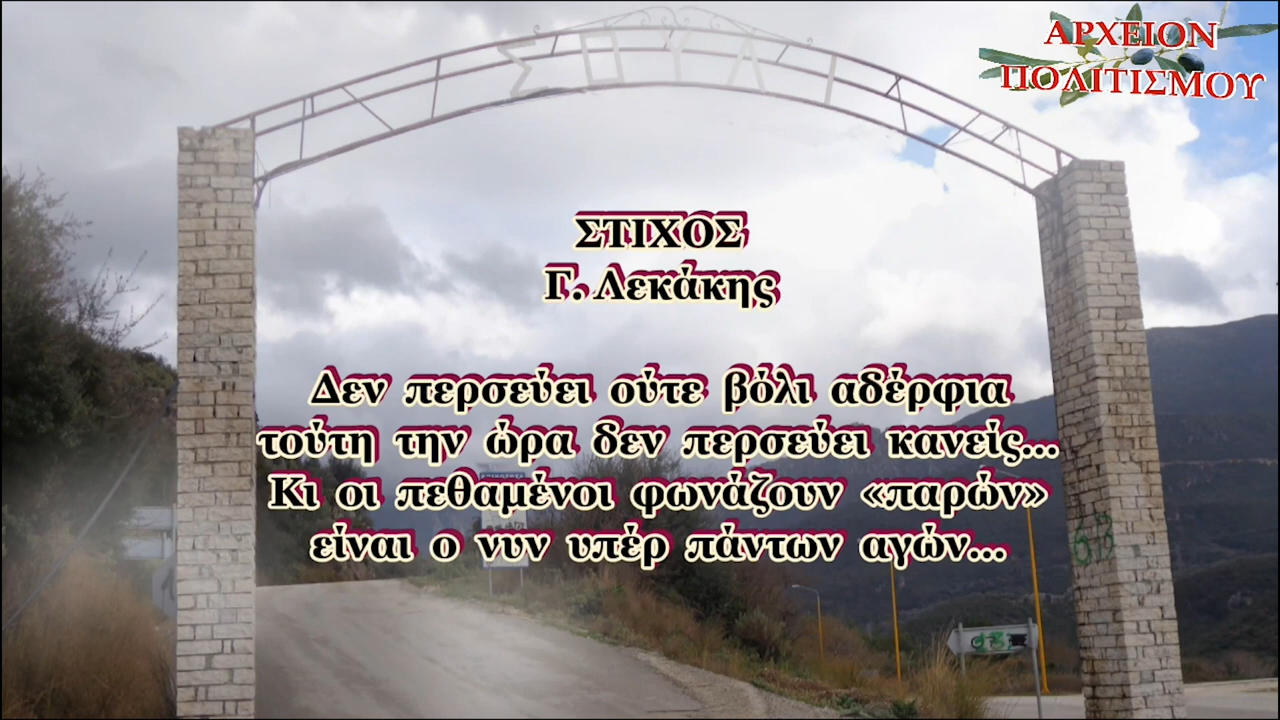 ΑΡΧΕΙΟΝ
ΠΟΛΙΤΙΣΜΟΥ
ΣΟΥΛΙ
ΣΤΙΧΟΣ
Γ. Λεκάκης
Δεν περσεύει ούτε βόλι αδέρφια
τούτη την ώρα δεν περσεύει κανείς...
Κι οι πεθαμένοι φωνάζουν «παρών»
είναι ο νυν υπέρ πάντων αγών...